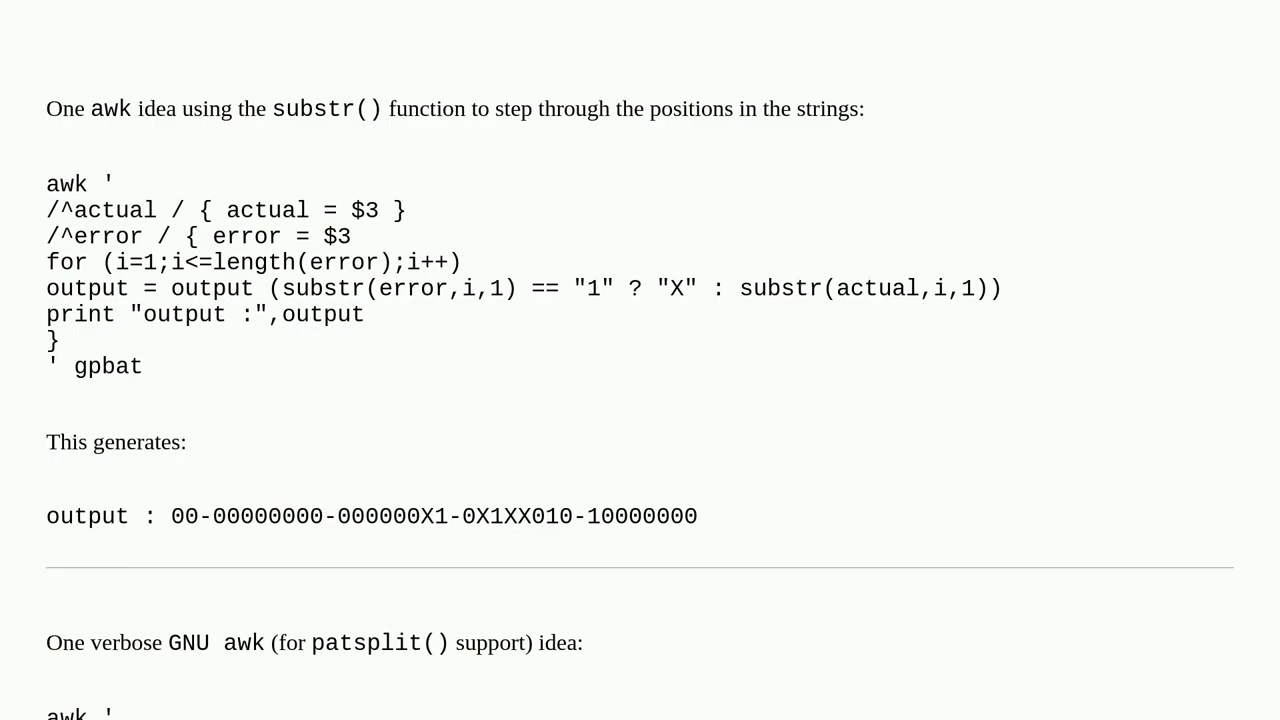 One awk idea using the substr() function to step through the positions in the strings:
awk '
/^actual / { actual = $3 }
/^error / { error = $3
for (i=1;i<=length(error);i++)
output = output (substr(error,i,1) == "1" ? "X" : substr(actual,i,1))
print "output :",output
}
' gpbat
This generates:
output : 00-00000000-000000X1-0X1XX010-10000000
One verbose GNU awk (for patsplit() support) idea:
awk '